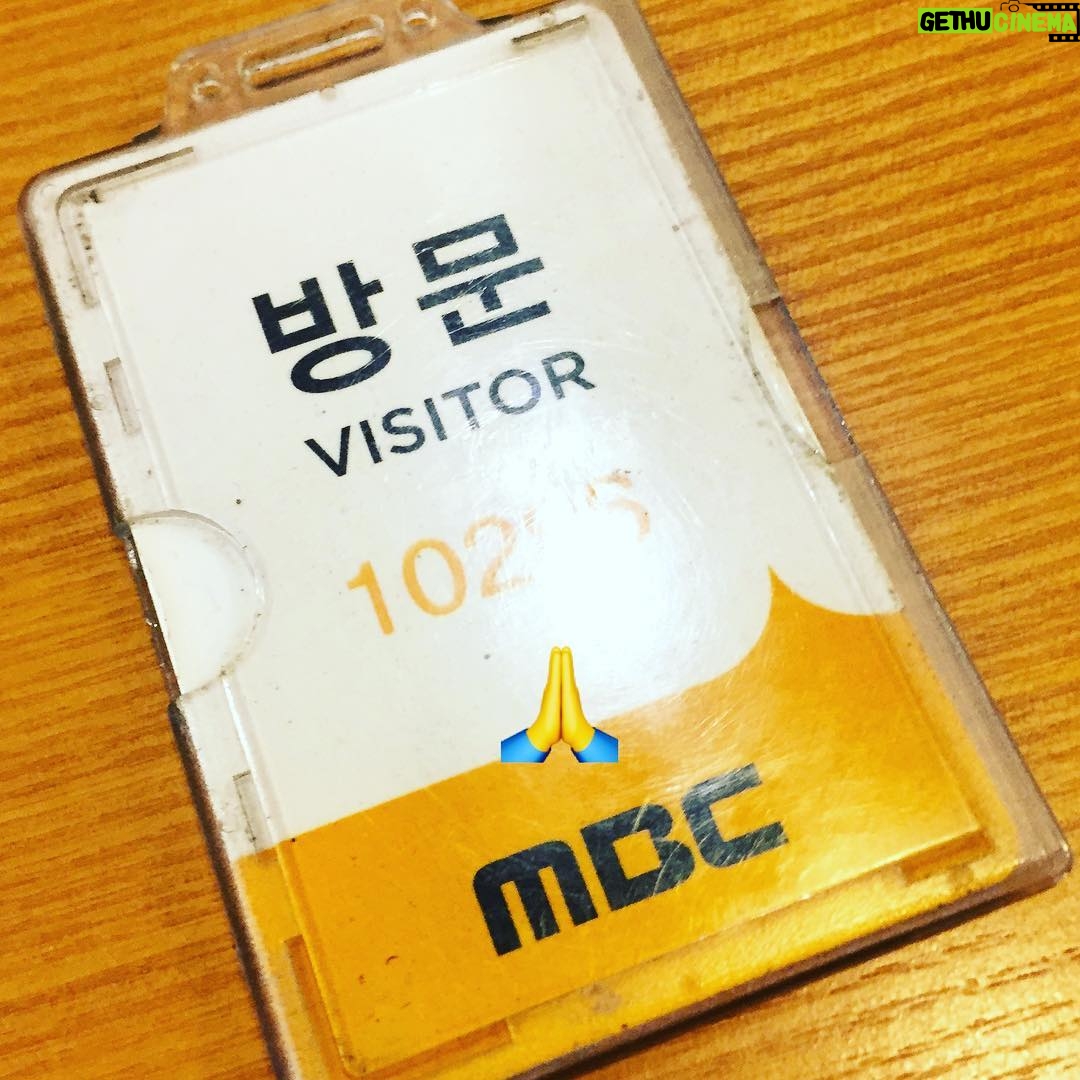 GETHU CINEMA
방문
VISITOR
MBC